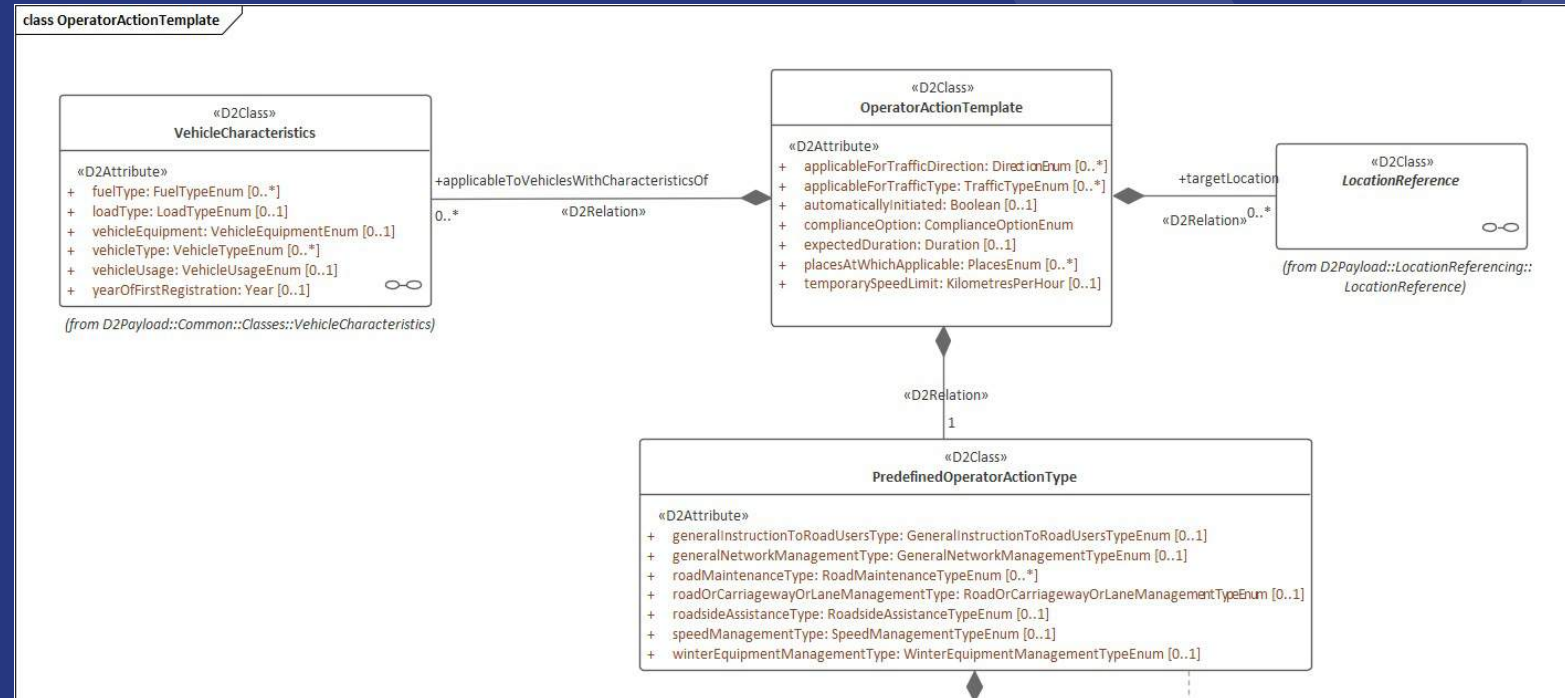 class OperatorActionTemplate
«D2Class»
VehicleCharacteristics
«D2Attribute»
+ fuelType: FuelTypeEnum [0..*]
+ loadType: LoadTypeEnum [0..1]
+ vehicleEquipment: VehicleEquipmentEnum [0..1]
+ vehicleType: VehicleTypeEnum [0..*]
+ vehicleUsage: VehicleUsageEnum [0..1]
+ yearOfFirstRegistration: Year [0..1]
(from D2Payload::Common::Classes::VehicleCharacteristics)
+applicableToVehiclesWithCharacteristicsOf
0..*
«D2Relation»
«D2Class»
OperatorActionTemplate
«D2Attribute»
+ applicableForTrafficDirection: DirectionEnum [0..*]
+ applicableForTrafficType: TrafficTypeEnum [0..*]
+ automaticallyInitiated: Boolean [0..1]
+ complianceOption: ComplianceOptionEnum
+ expectedDuration: Duration [0..1]
+ placesAtWhichApplicable: PlacesEnum [0..*]
+ temporarySpeedLimit: KilometresPerHour [0..1]
+targetLocation
«D2Relation» 0..*
«D2Class»
LocationReference
(from D2Payload::LocationReferencing::
LocationReference)
«D2Relation»
1
«D2Class»
PredefinedOperatorActionType
«D2Attribute»
+ generalInstructionToRoadUsersType: GeneralInstructionToRoadUsersTypeEnum [0..1]
+ generalNetworkManagementType: GeneralNetworkManagementTypeEnum [0..1]
+ roadMaintenanceType: RoadMaintenanceTypeEnum [0..*]
+ roadOrCarriagewayOrLaneManagementType: RoadOrCarriagewayOrLaneManagementTypeEnum [0..1]
+ roadsideAssistanceType: RoadsideAssistanceTypeEnum [0..1]
+ speedManagementType: SpeedManagementTypeEnum [0..1]
+ winterEquipmentManagementType: WinterEquipmentManagementTypeEnum [0..1]